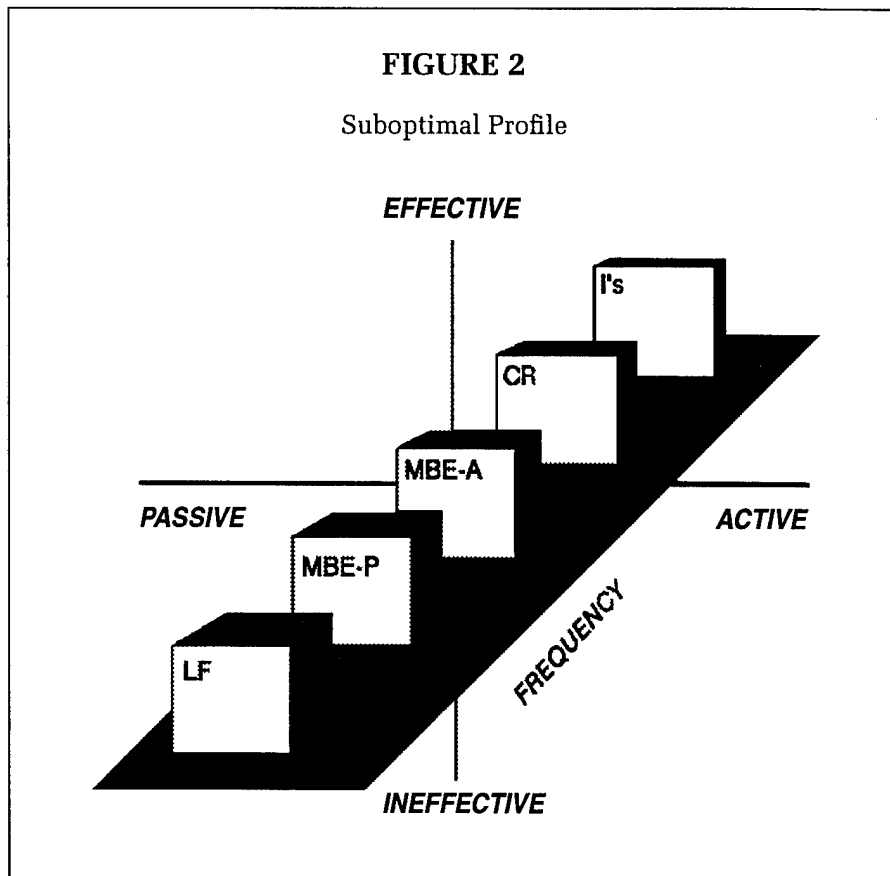 FIGURE 2
Suboptimal Profile
EFFECTIVE
I's
CR
MBE-A
PASSIVE
ACTIVE
MBE-P
FREQUENCY
LF
INEFFECTIVE